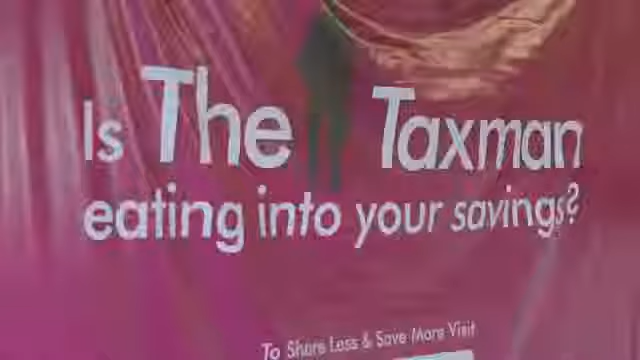 Is The Taxman
eating into your savings?
To Share Less & Save More Visit